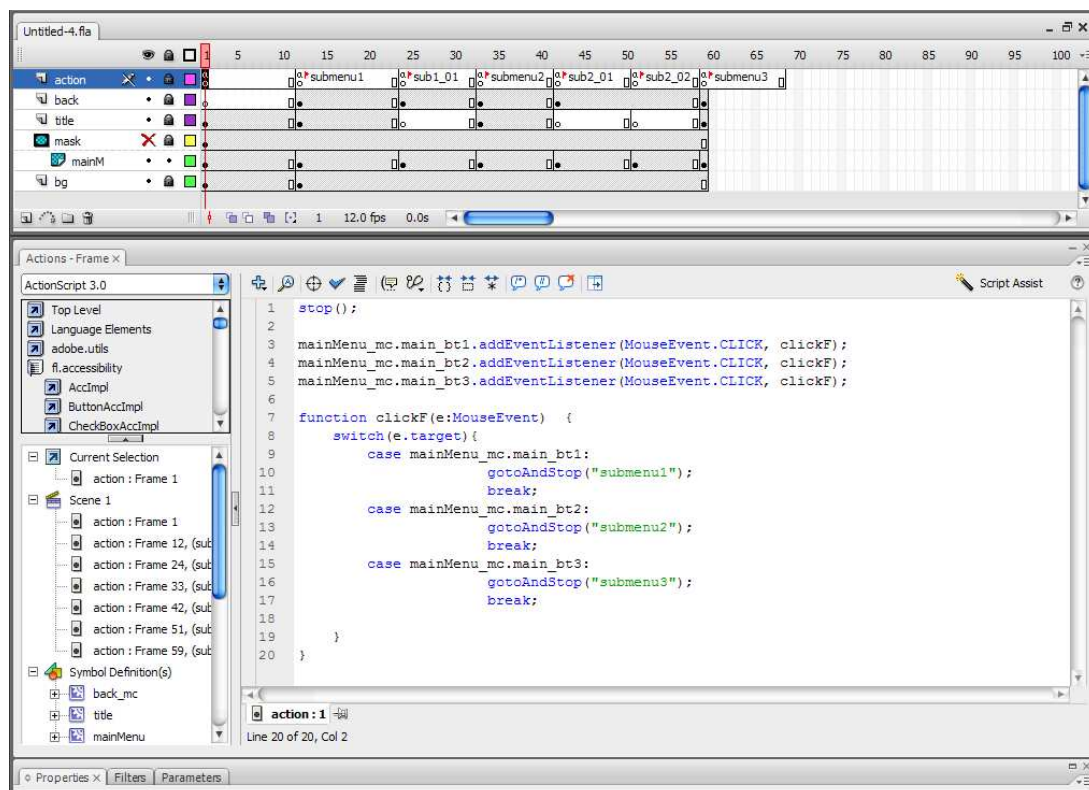 Untitled-4.fla
1 5 10 15 20 25 30 35 40 45 50 55 60 65 70 75 80 85 90 95 100
action
submenu1 sub1_01 submenu2 sub2_01 sub2_02 submenu3
back
title
mask
mainM
bg
1 12.0 fps 0.0s
Actions - Frame ×
ActionScript 3.0
Script Assist
Top Level
Language Elements
adobe.utils
fl.accessibility
AccImpl
ButtonAccImpl
CheckBoxAccImpl
Current Selection
action : Frame 1
Scene 1
action : Frame 1
action : Frame 12, (sub
action : Frame 24, (sub
action : Frame 33, (sub
action : Frame 42, (sub
action : Frame 51, (sub
action : Frame 59, (sub
Symbol Definition(s)
back_mc
title
mainMenu
1 stop();
2
3 mainMenu_mc.main_bt1.addEventListener(MouseEvent.CLICK, clickF);
4 mainMenu_mc.main_bt2.addEventListener(MouseEvent.CLICK, clickF);
5 mainMenu_mc.main_bt3.addEventListener(MouseEvent.CLICK, clickF);
6
7 function clickF(e:MouseEvent) {
8 switch(e.target){
9 case mainMenu_mc.main_bt1:
10 gotoAndStop("submenu1");
11 break;
12 case mainMenu_mc.main_bt2:
13 gotoAndStop("submenu2");
14 break;
15 case mainMenu_mc.main_bt3:
16 gotoAndStop("submenu3");
17 break;
18
19 }
20 }
action : 1
Line 20 of 20, Col 2
Properties × Filters Parameters